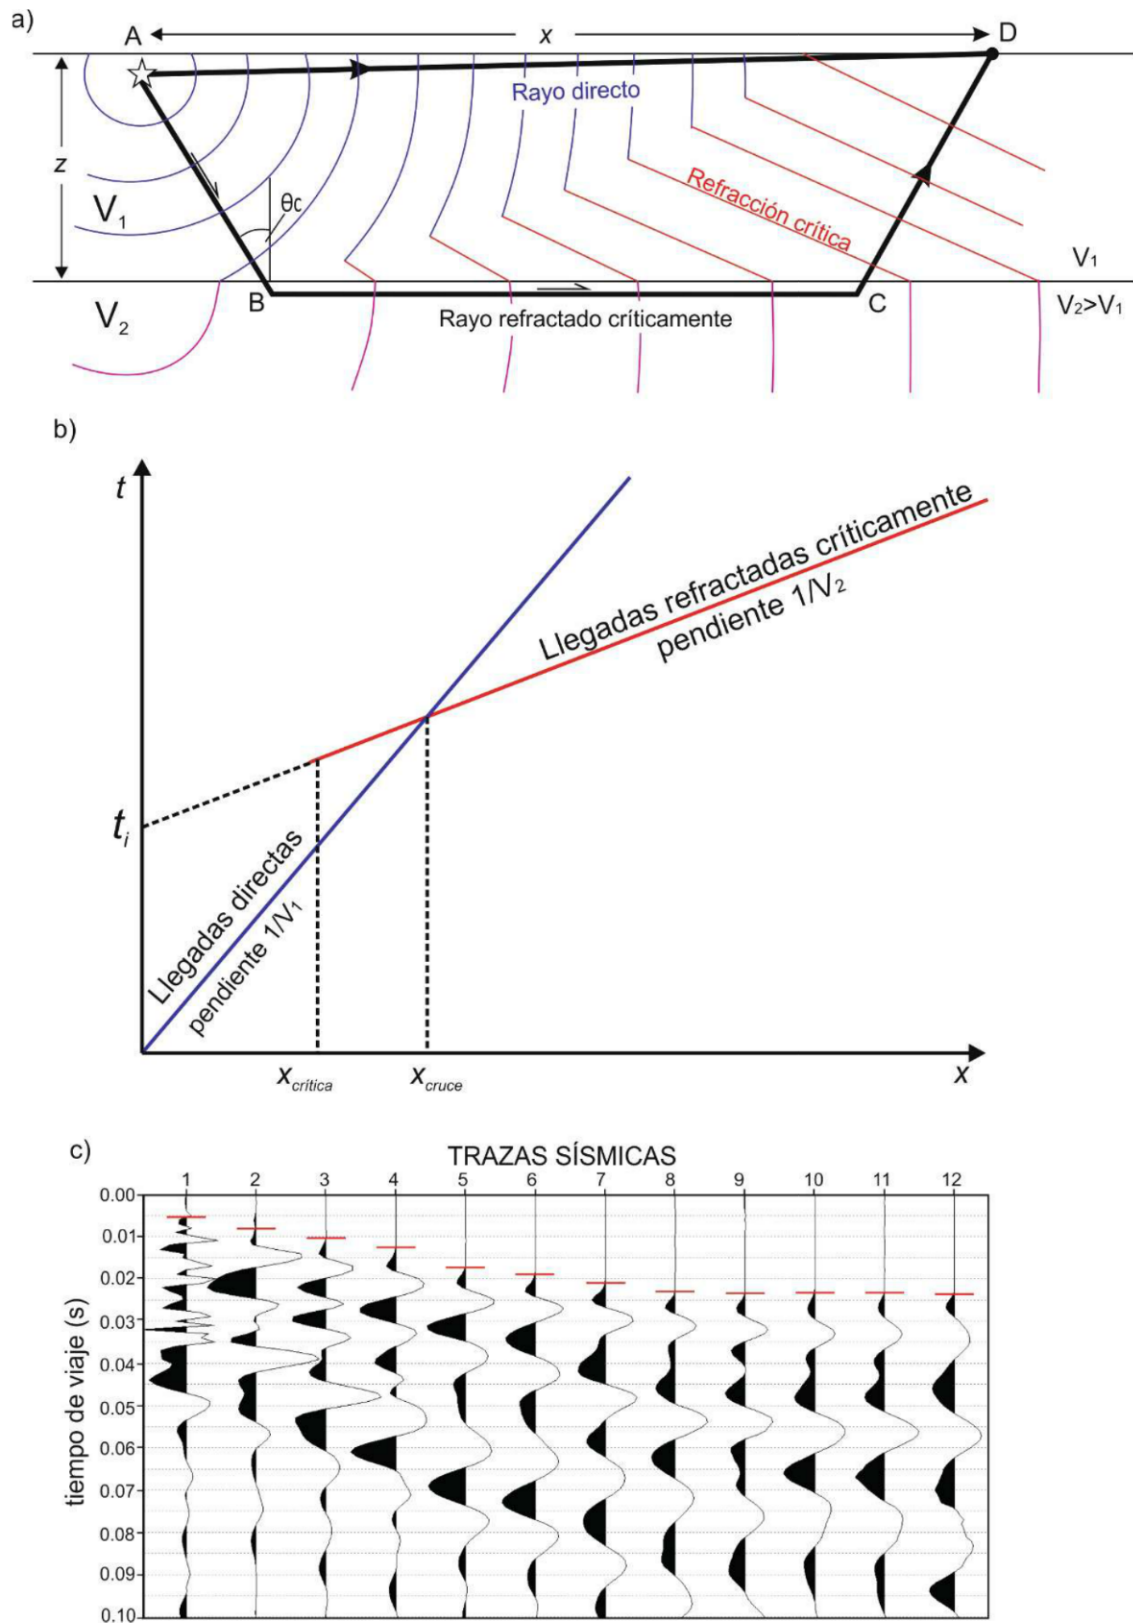 a)
A
x
D
Rayo directo
z
V₁
θc
Refracción crítica
V₁
B
C
V₂
V₂>V₁
Rayo refractado críticamente
b)
t
Llegadas refractadas críticamente
pendiente 1/V₂
tᵢ
Llegadas directas
pendiente 1/V₁
x crítica
x cruce
x
c)
TRAZAS SÍSMICAS
1 2 3 4 5 6 7 8 9 10 11 12
0.00
0.01
0.02
0.03
0.04
0.05
0.06
0.07
0.08
0.09
0.10
tiempo de viaje (s)